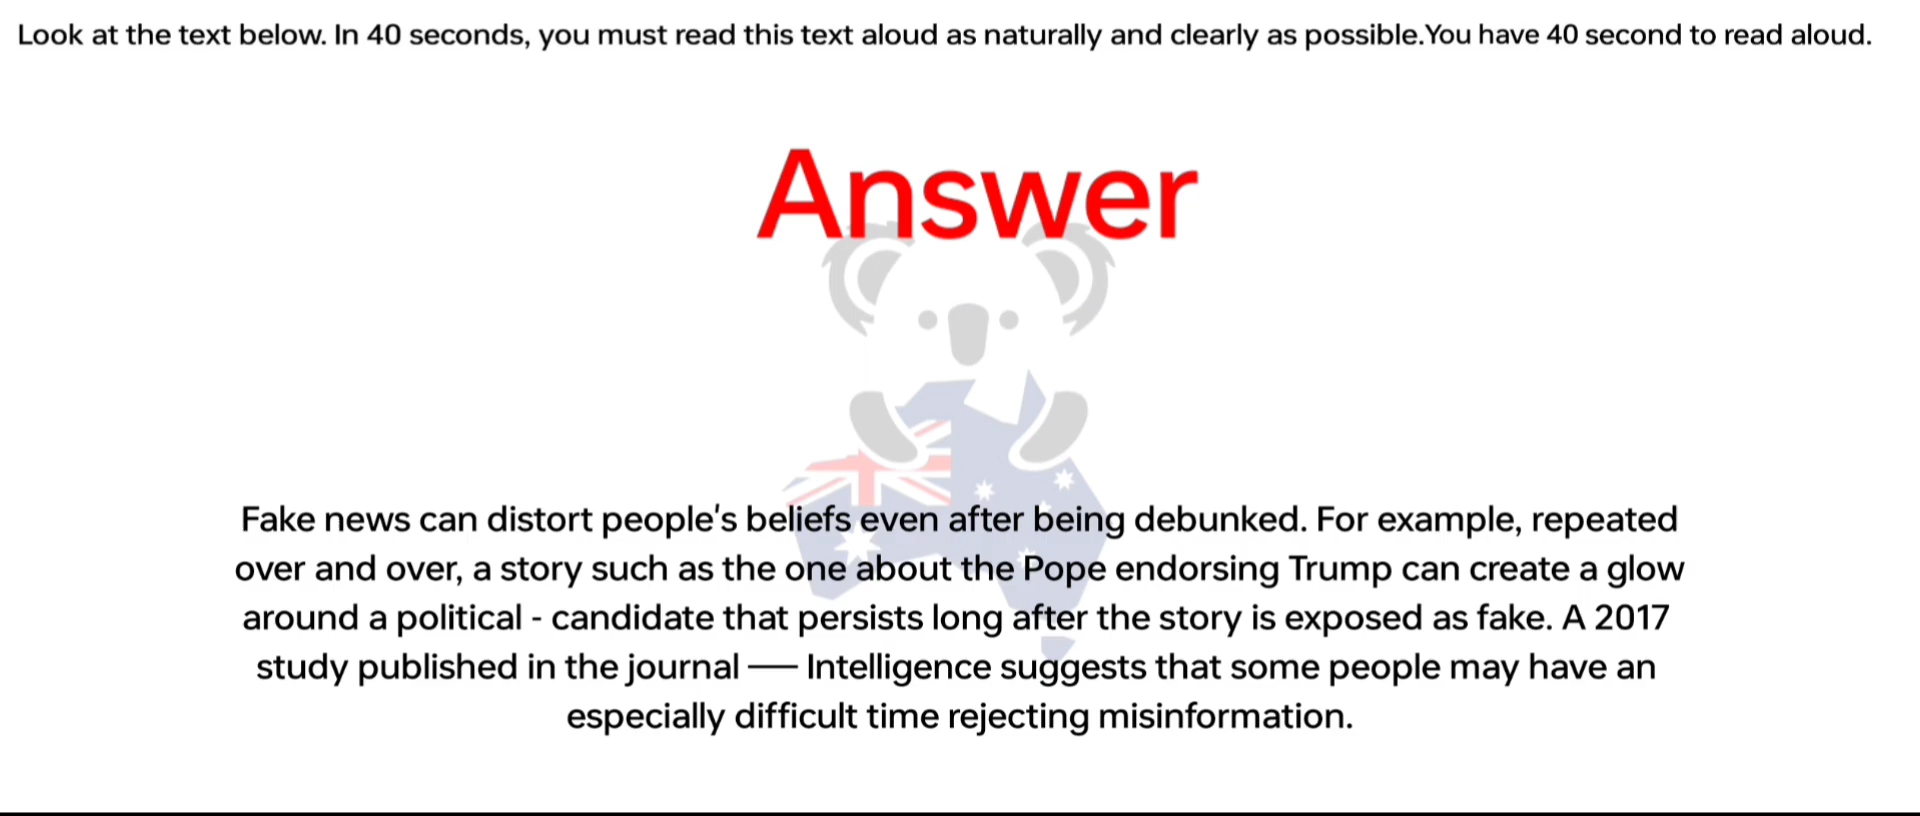 Look at the text below. In 40 seconds, you must read this text aloud as naturally and clearly as possible.You have 40 second to read aloud.
Answer
Fake news can distort people's beliefs even after being debunked. For example, repeated
over and over, a story such as the one about the Pope endorsing Trump can create a glow
around a political - candidate that persists long after the story is exposed as fake. A 2017
study published in the journal —— Intelligence suggests that some people may have an
especially difficult time rejecting misinformation.